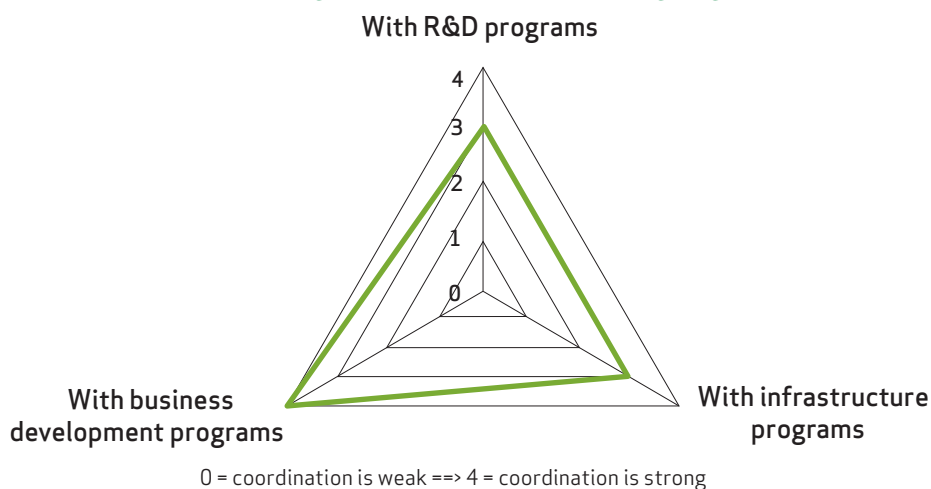 With R&D programs
4
3
2
1
0
With business
development programs
With infrastructure
programs
0 = coordination is weak ==> 4 = coordination is strong